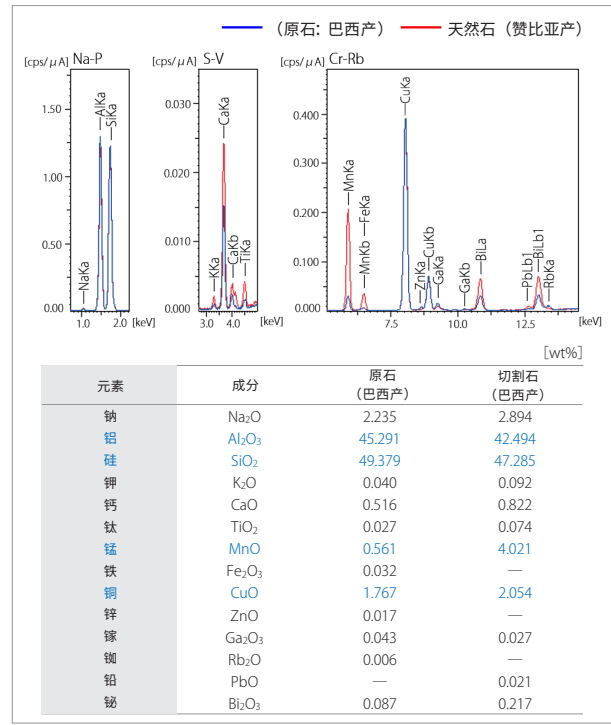 （原石：巴西产） 天然石（赞比亚产）
[cps/μA] Na-P
1.50
1.00
0.50
0.00
NaKa
AlKa
SiKa
1.0 2.0
[keV]
[cps/μA] S-V
0.030
0.020
0.010
0.000
KKa
CaKa
CaKb
TiKa
3.0 4.0
[keV]
[cps/μA] Cr-Rb
0.400
0.300
0.200
0.100
0.000
MnKa
MnKb
FeKa
CuKa
ZnKa
CuKb
GaKa
GaKb
BiLa
PbLb1
BiLb1
RbKa
7.5 10.0 12.5
[keV]
[wt%]
元素 成分 原石（巴西产） 切割石（巴西产）
钠 Na₂O 2.235 2.894
铝 Al₂O₃ 45.291 42.494
硅 SiO₂ 49.379 47.285
钾 K₂O 0.040 0.092
钙 CaO 0.516 0.822
钛 TiO₂ 0.027 0.074
锰 MnO 0.561 4.021
铁 Fe₂O₃ 0.032 —
铜 CuO 1.767 2.054
锌 ZnO 0.017 —
镓 Ga₂O₃ 0.043 0.027
铷 Rb₂O 0.006 —
铅 PbO — 0.021
铋 Bi₂O₃ 0.087 0.217